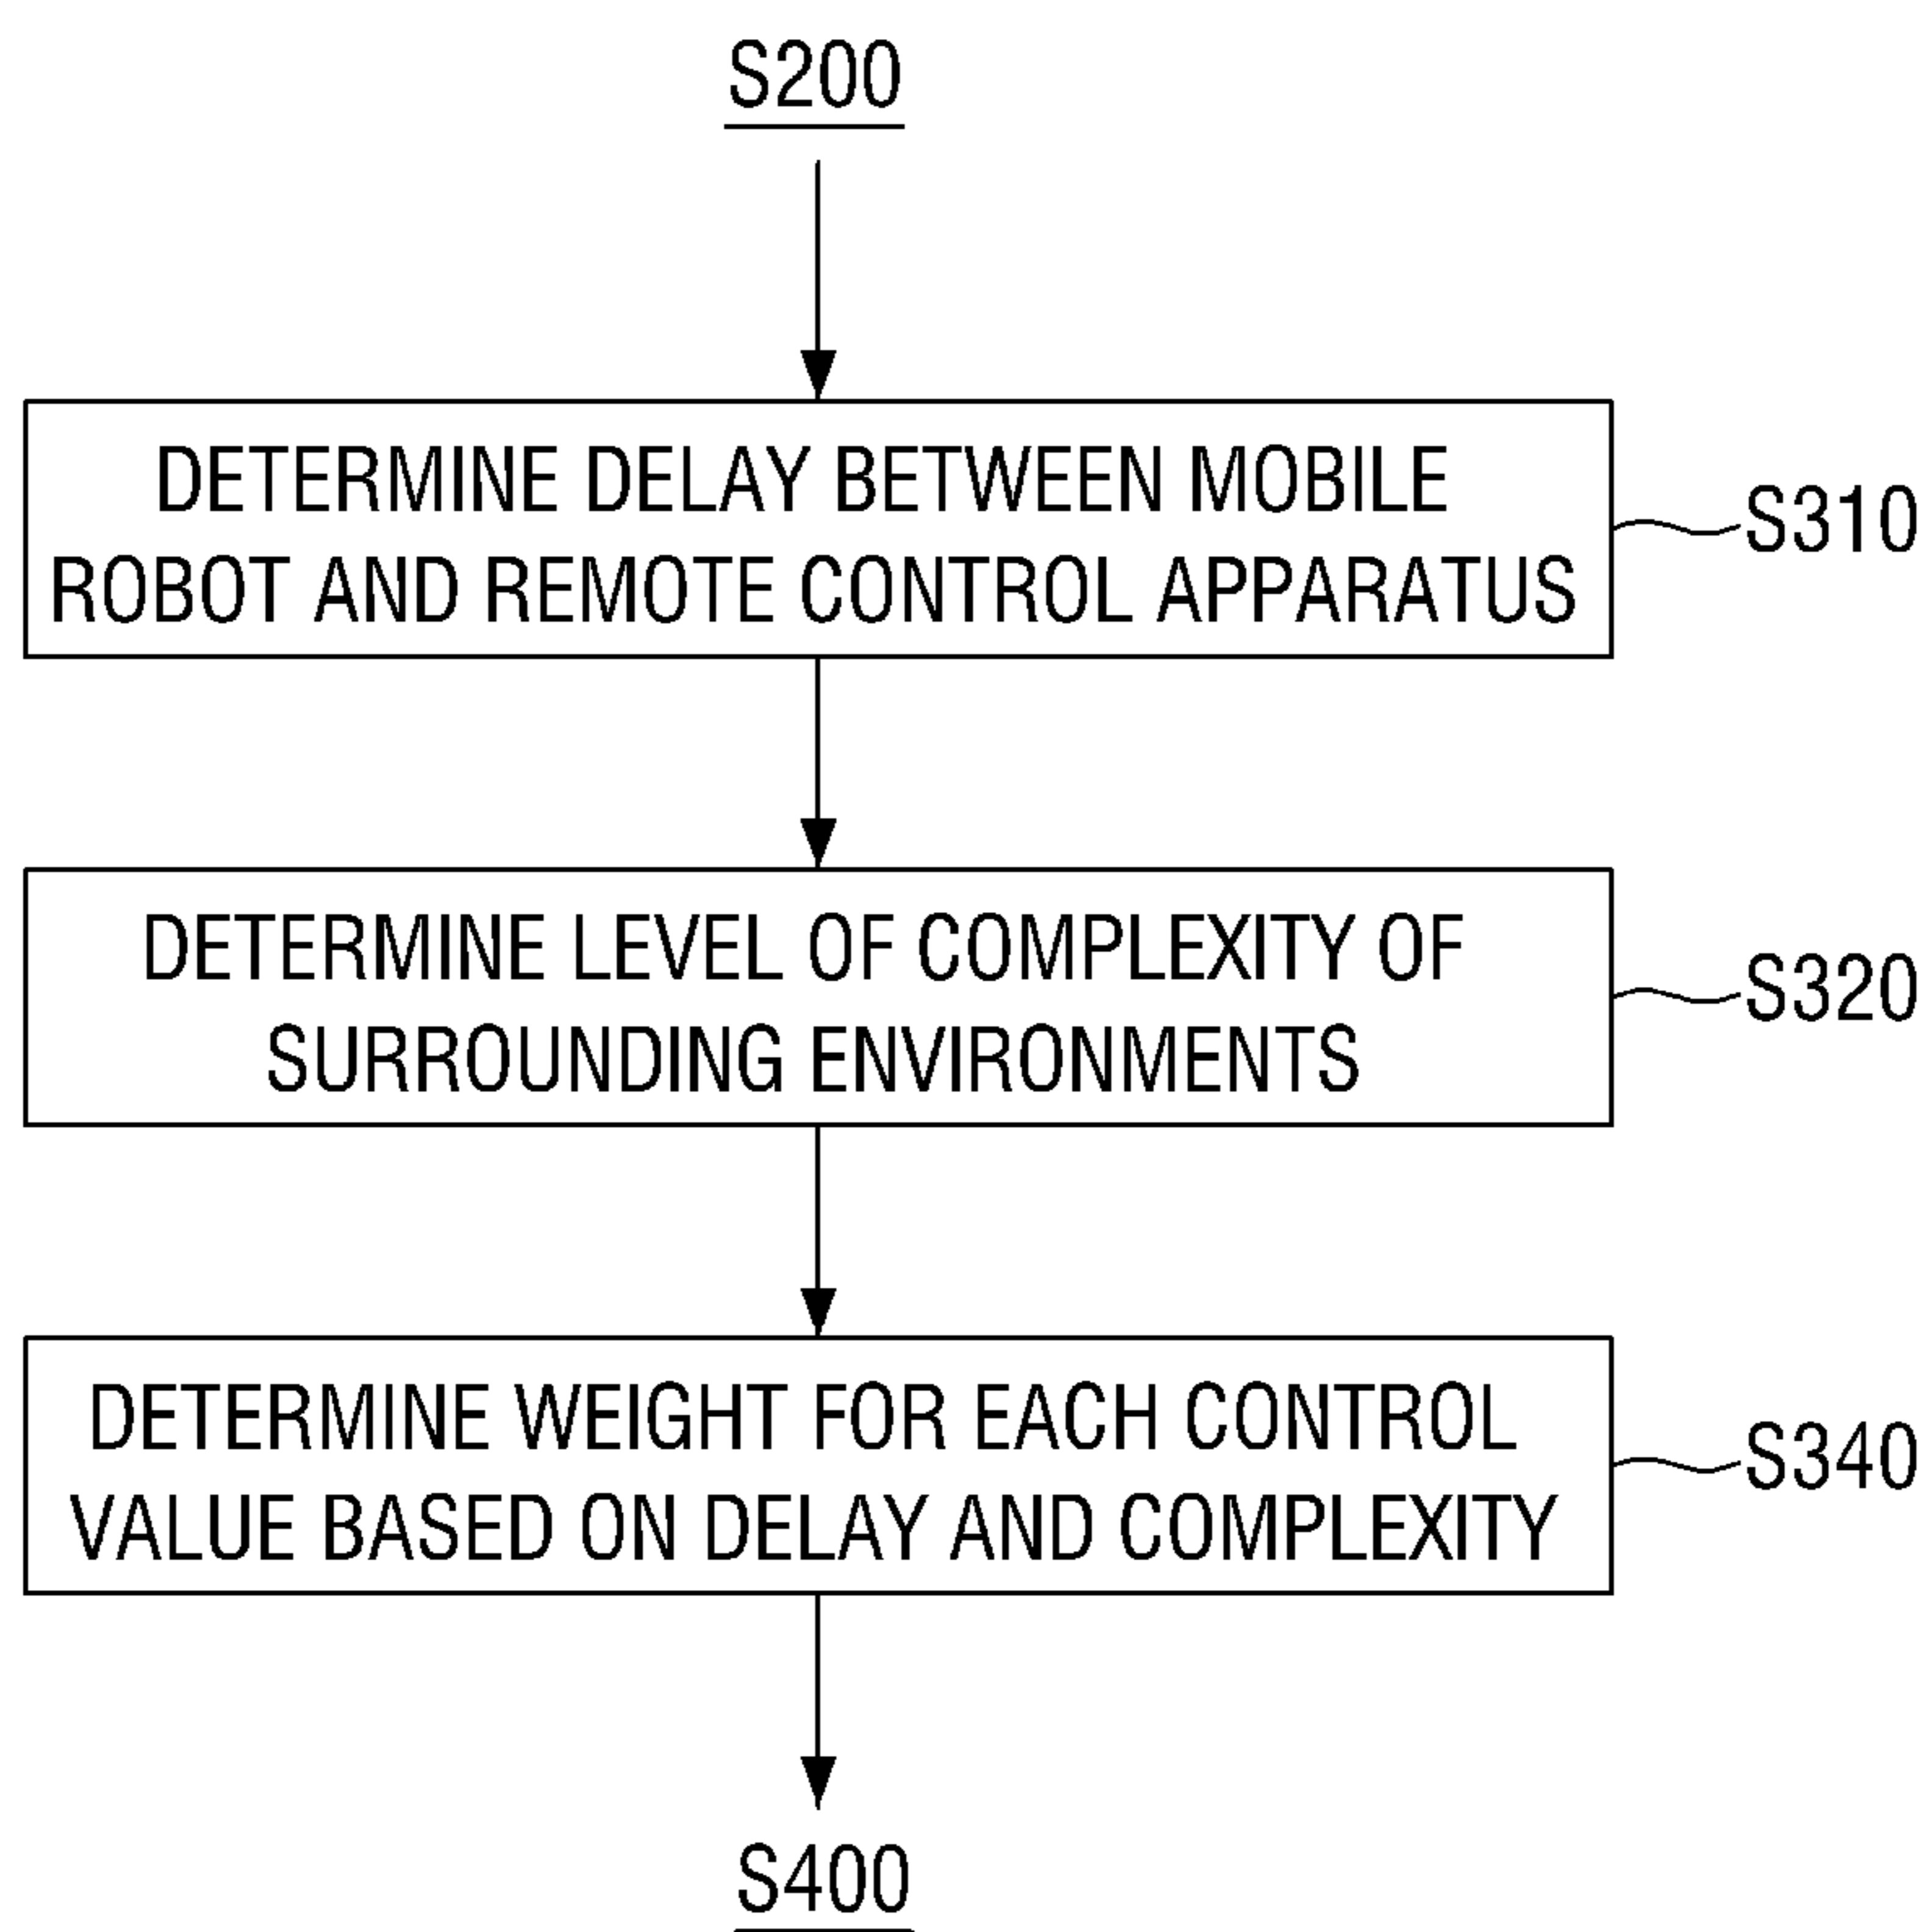 S200
DETERMINE DELAY BETWEEN MOBILE
ROBOT AND REMOTE CONTROL APPARATUS
S310
DETERMINE LEVEL OF COMPLEXITY OF
SURROUNDING ENVIRONMENTS
S320
DETERMINE WEIGHT FOR EACH CONTROL
VALUE BASED ON DELAY AND COMPLEXITY
S340
S400